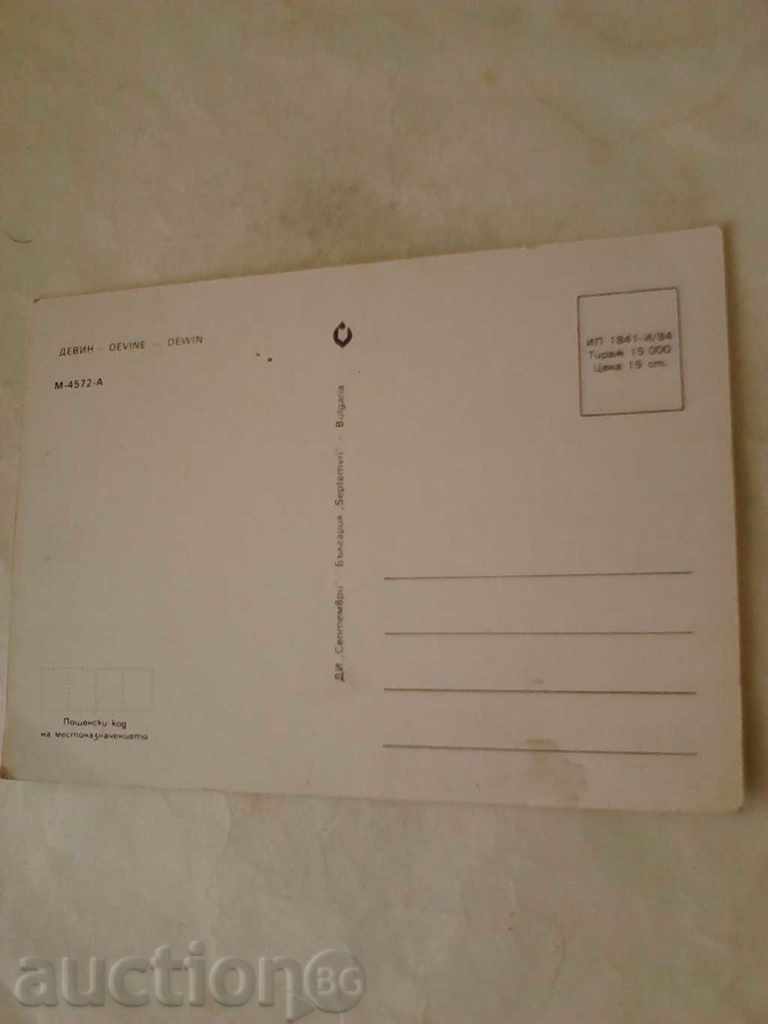 ДЕВИН – DEVINE – DEWIN
М-4572-А
ДИ „Септември" · България „Septemvri" - Bulgaria
ИП 1841-И/84
Тираж 15 000
Цена 15 ст.
Пощенски код
на местоназначението
auction BG